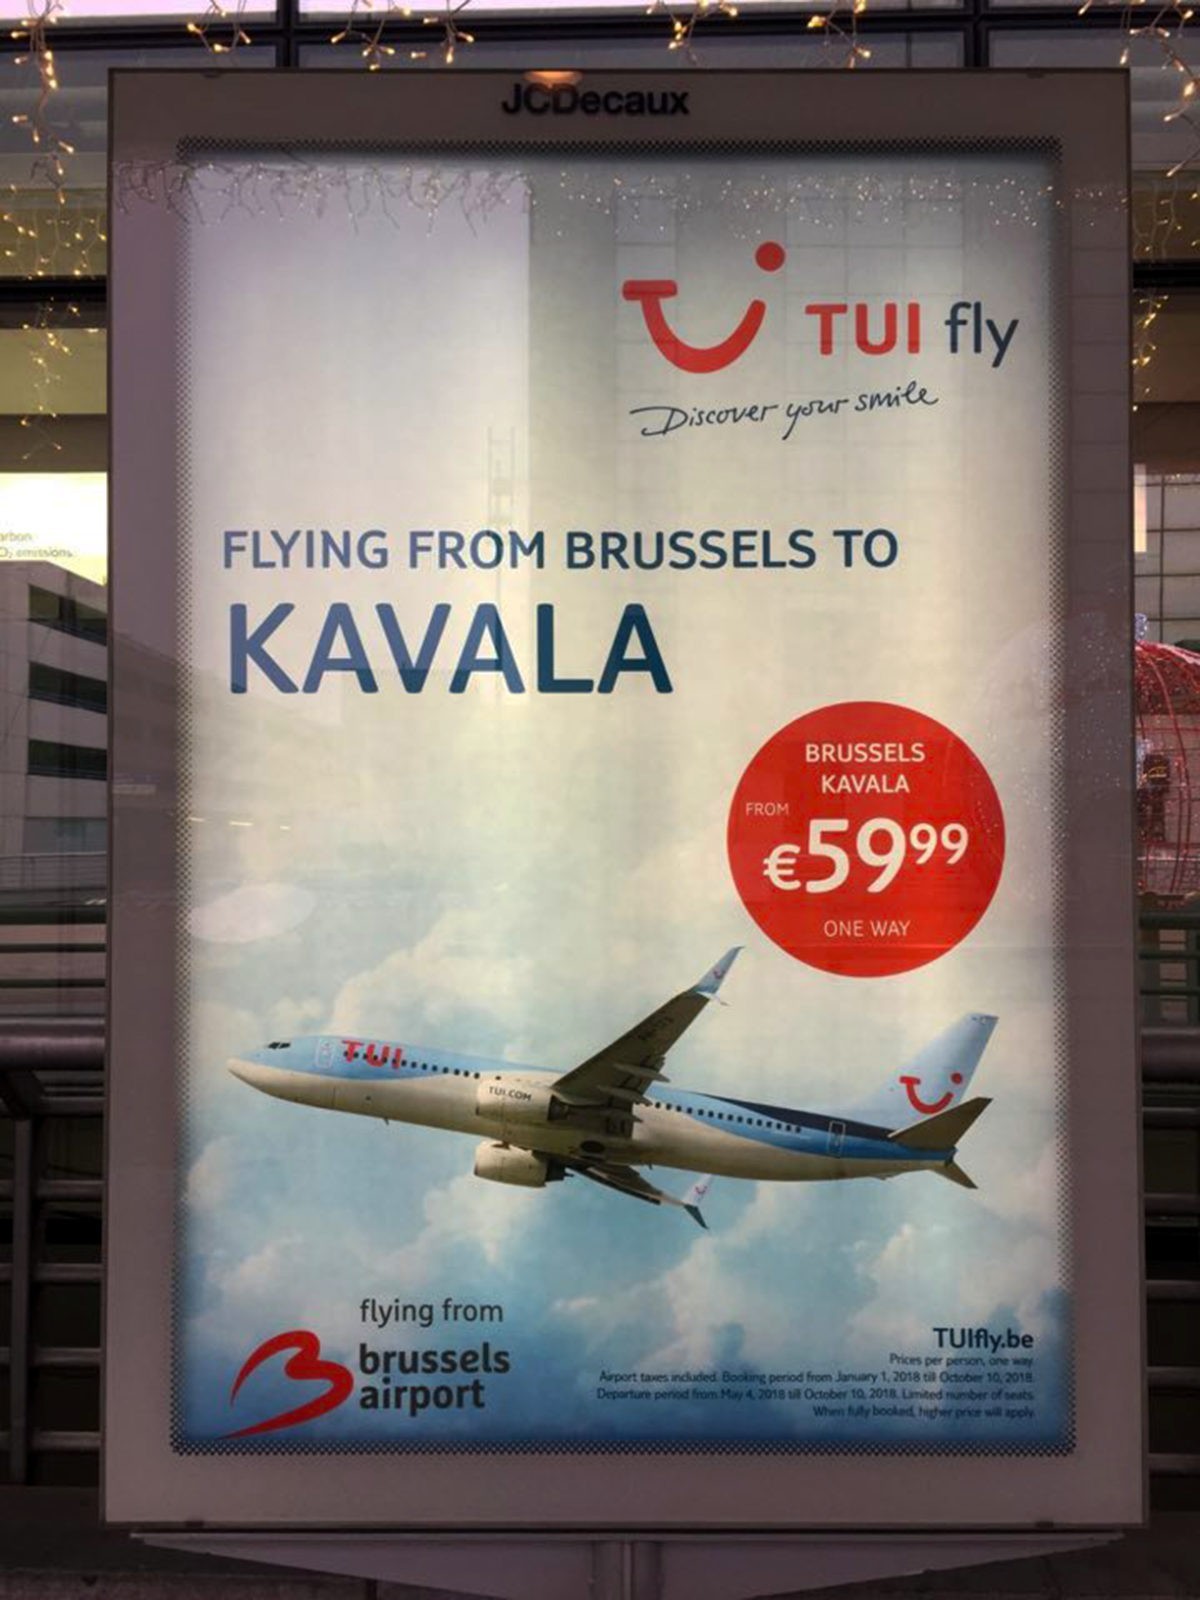 JCDecaux
TUI fly
Discover your smile
arbon
O₂ emissions.
FLYING FROM BRUSSELS TO
KAVALA
BRUSSELS
KAVALA
FROM
€59⁹⁹
ONE WAY
TUI
TUI.COM
flying from
brussels
airport
TUIfly.be
Prices per person, one way.
Airport taxes included. Booking period from January 1, 2018 till October 10, 2018.
Departure period from May 4, 2018 till October 10, 2018. Limited number of seats.
When fully booked, higher price will apply.